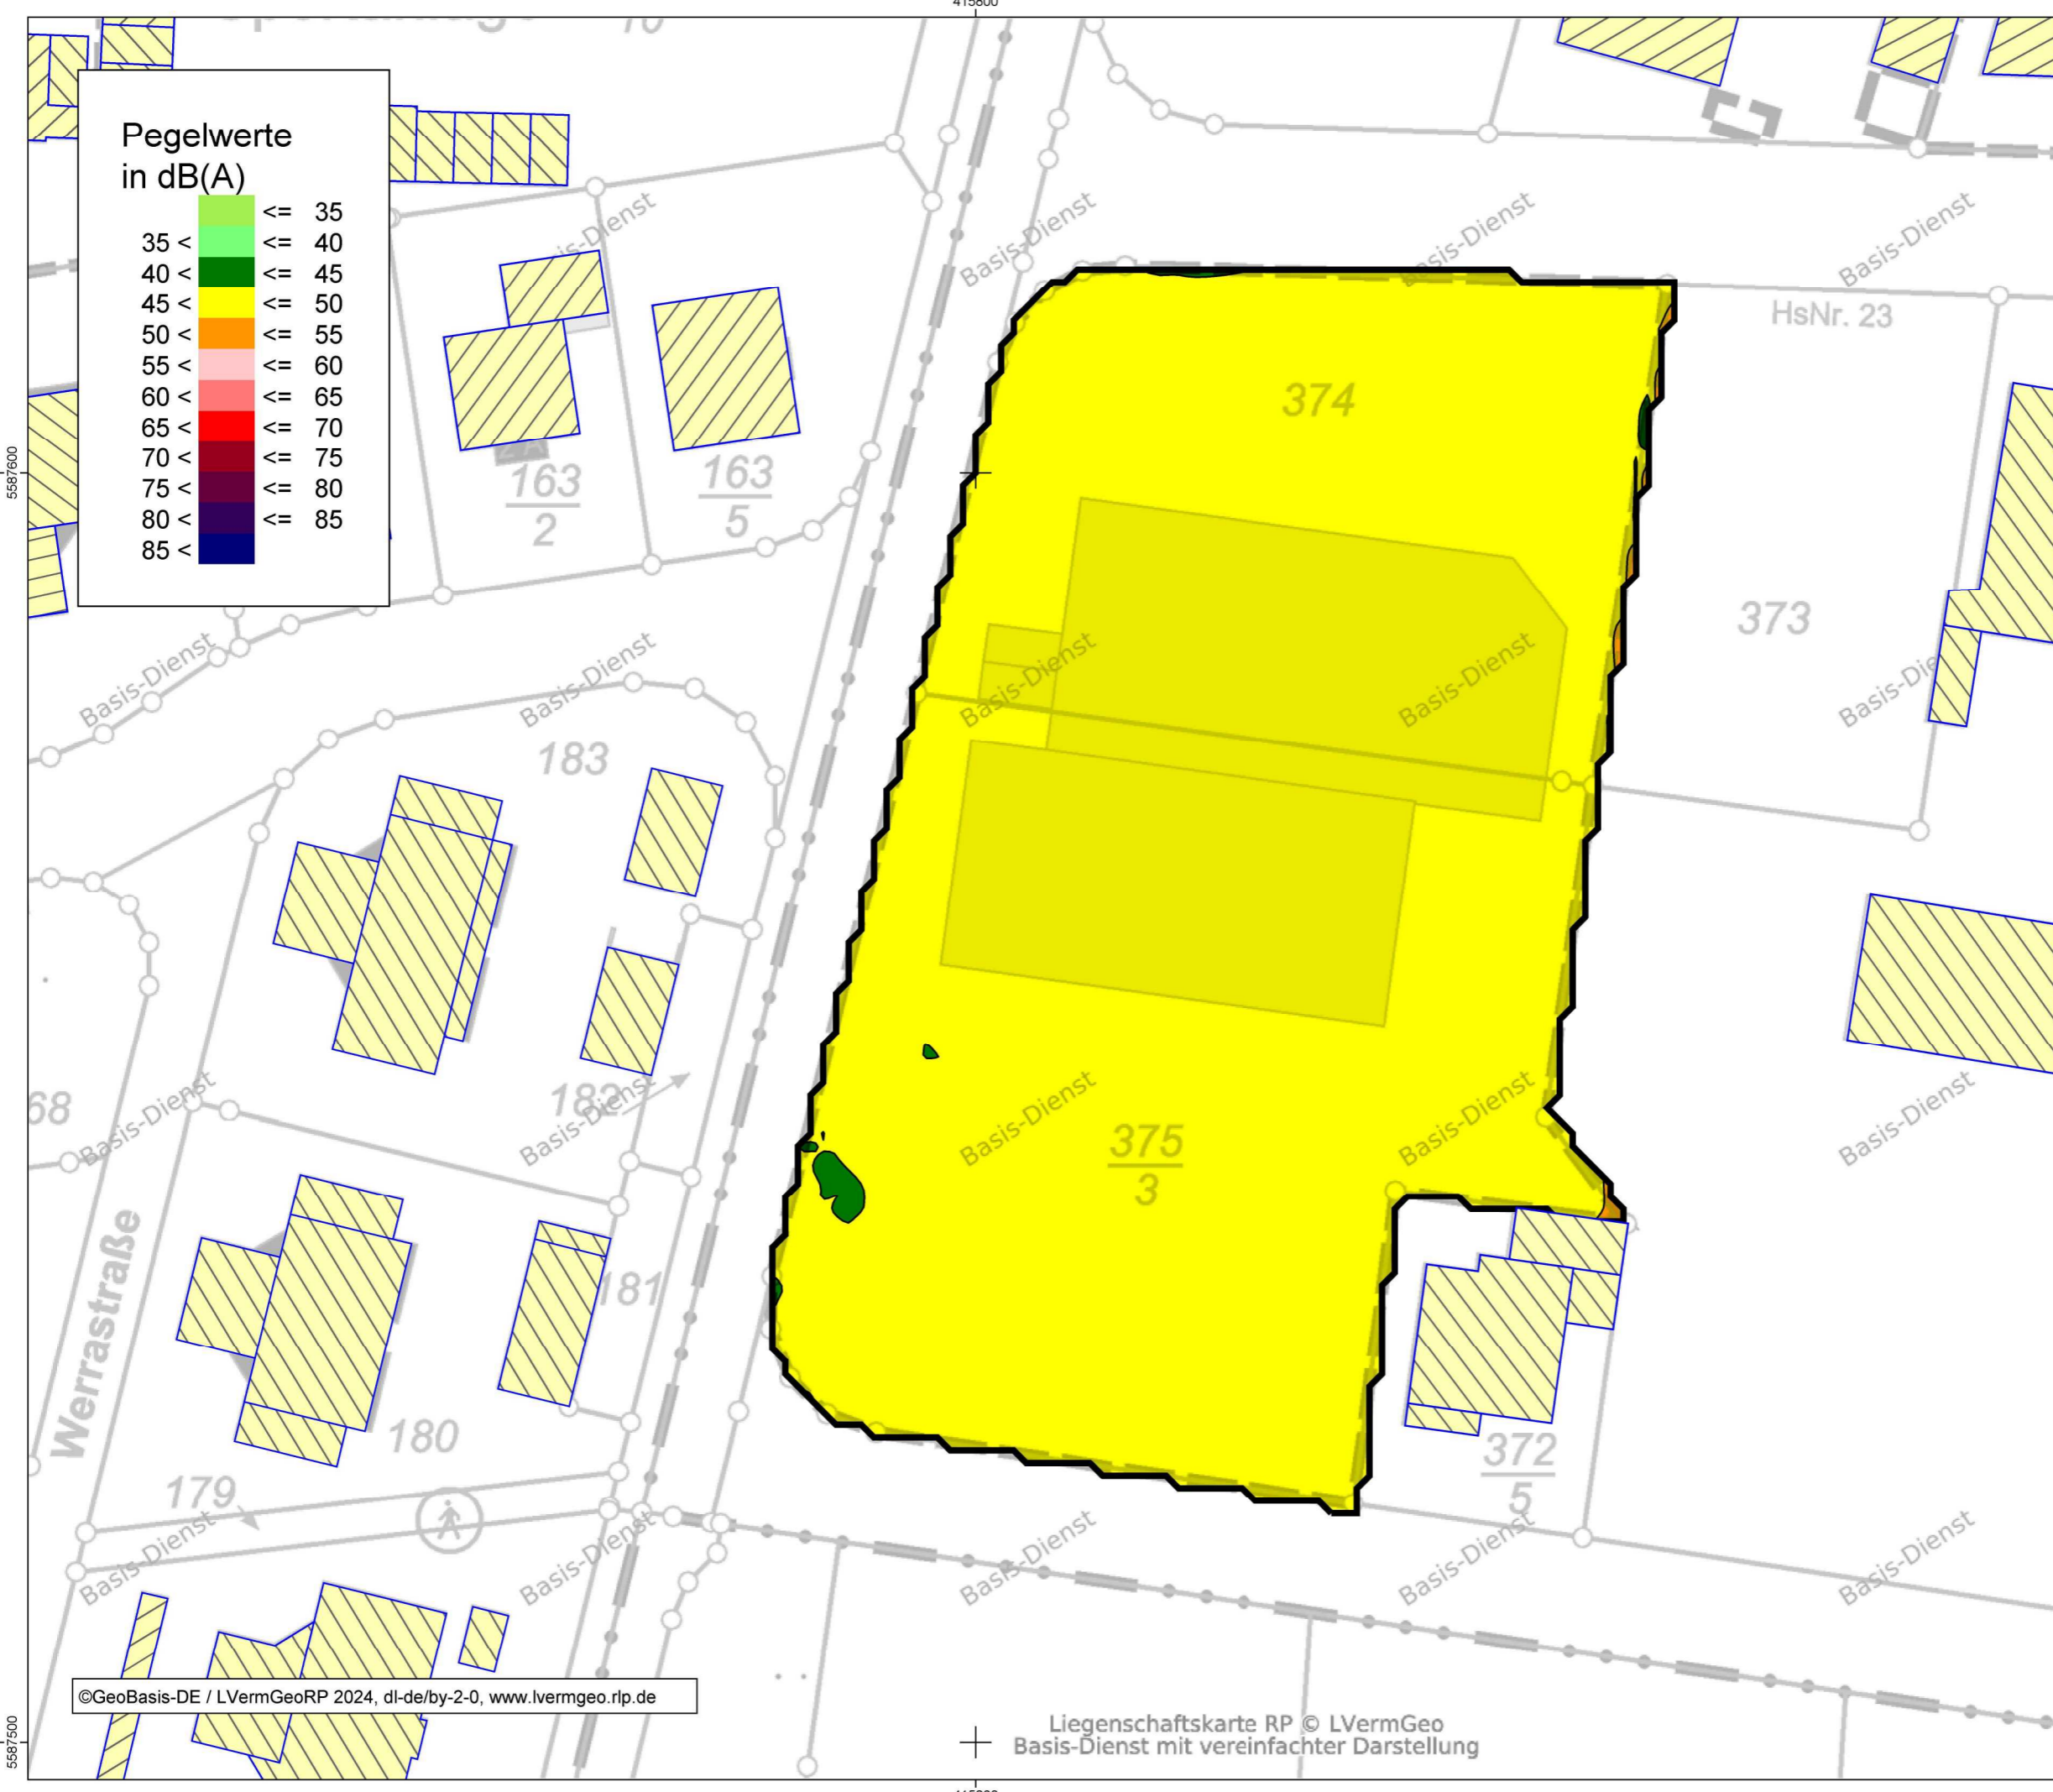 415800
70
Pegelwerte
in dB(A)
<= 35
35 < <= 40
40 < <= 45
45 < <= 50
50 < <= 55
55 < <= 60
60 < <= 65
65 < <= 70
70 < <= 75
75 < <= 80
80 < <= 85
85 <
Basis-Dienst
Basis-Dienst
Basis-Dienst
Basis-Dienst
HsNr. 23
374
5587600
163
2
163
5
373
Basis-Dienst
Basis-Dienst
Basis-Dienst
Basis-Dienst
183
182
68
Basis-Dienst
Basis-Dienst
Basis-Dienst
Basis-Dienst
Basis-Dienst
375
3
Werrastraße
181
180
372
5
179
Basis-Dienst
Basis-Dienst
Basis-Dienst
Basis-Dienst
Basis-Dienst
©GeoBasis-DE / LVermGeoRP 2024, dl-de/by-2-0, www.lvermgeo.rlp.de
5587500
Liegenschaftskarte RP © LVermGeo
Basis-Dienst mit vereinfachter Darstellung